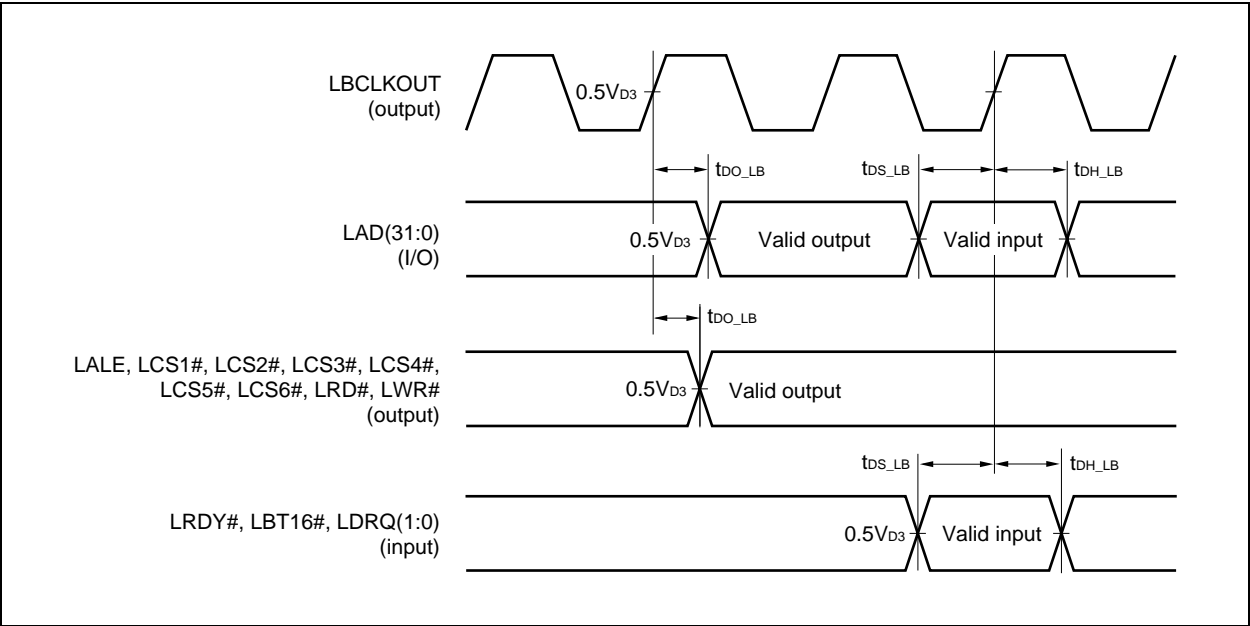 LBCLKOUT
(output)
0.5VD3
tDO_LB
tDS_LB
tDH_LB
LAD(31:0)
(I/O)
0.5VD3
Valid output
Valid input
tDO_LB
LALE, LCS1#, LCS2#, LCS3#, LCS4#,
LCS5#, LCS6#, LRD#, LWR#
(output)
0.5VD3
Valid output
tDS_LB
tDH_LB
LRDY#, LBT16#, LDRQ(1:0)
(input)
0.5VD3
Valid input